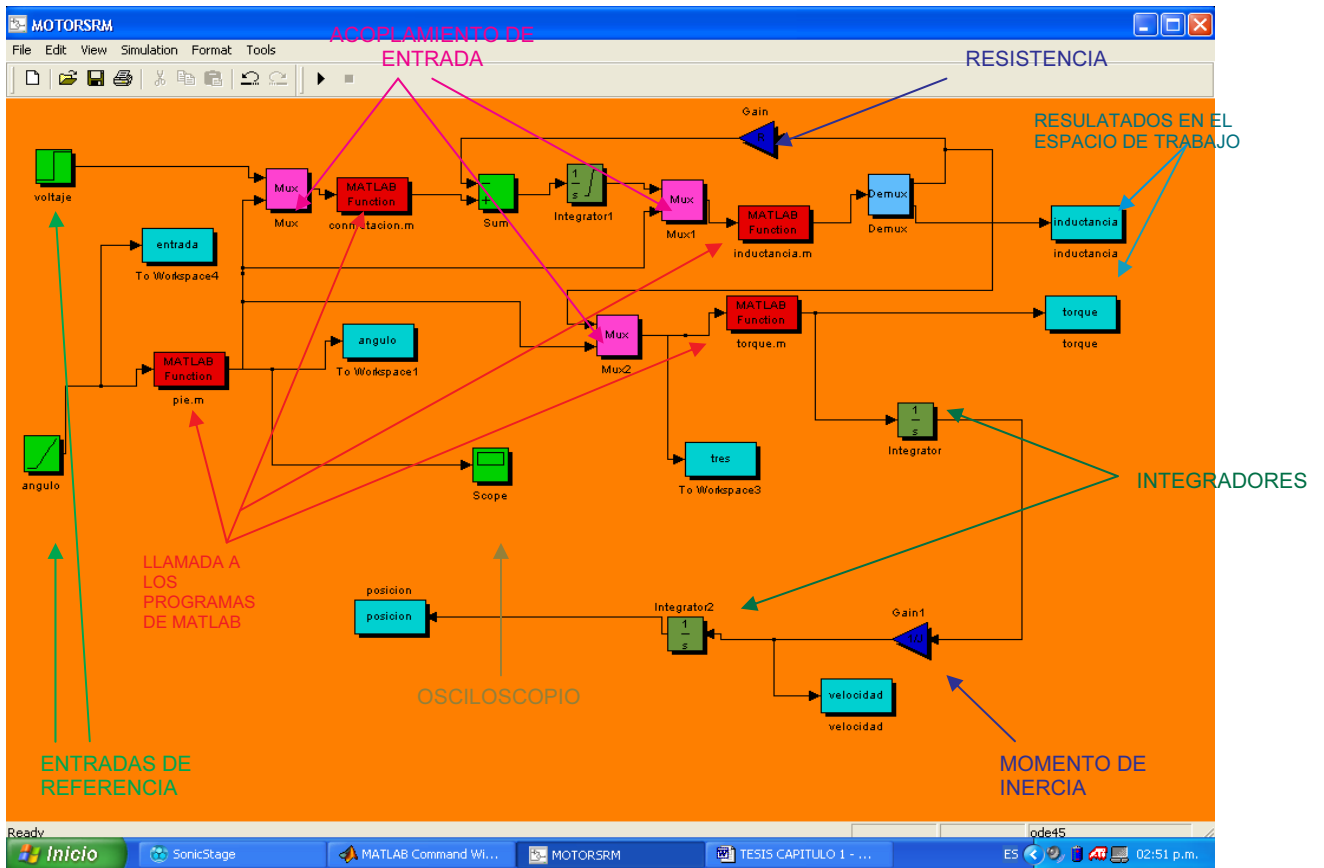 MOTORSRM
File Edit View Simulation Format Tools
ACOPLAMIENTO DE
ENTRADA
RESISTENCIA
RESULATADOS EN EL
ESPACIO DE TRABAJO
Gain
R
voltaje
Mux
Mux
MATLAB
Function
conmutacion.m
Sum
1
s
Integrator1
Mux
Mux1
MATLAB
Function
inductancia.m
Demux
Demux
inductancia
inductancia
entrada
To Workspace4
angulo
To Workspace1
MATLAB
Function
pie.m
Mux
Mux2
MATLAB
Function
torque.m
torque
torque
angulo
Scope
tres
To Workspace3
1
s
Integrator
INTEGRADORES
LLAMADA A
LOS
PROGRAMAS
DE MATLAB
posicion
posicion
Integrator2
1
s
Gain1
velocidad
velocidad
OSCILOSCOPIO
ENTRADAS DE
REFERENCIA
MOMENTO DE
INERCIA
Ready
ode45
Inicio
SonicStage
MATLAB Command Wi...
MOTORSRM
TESIS CAPITULO 1 - ...
ES
02:51 p.m.